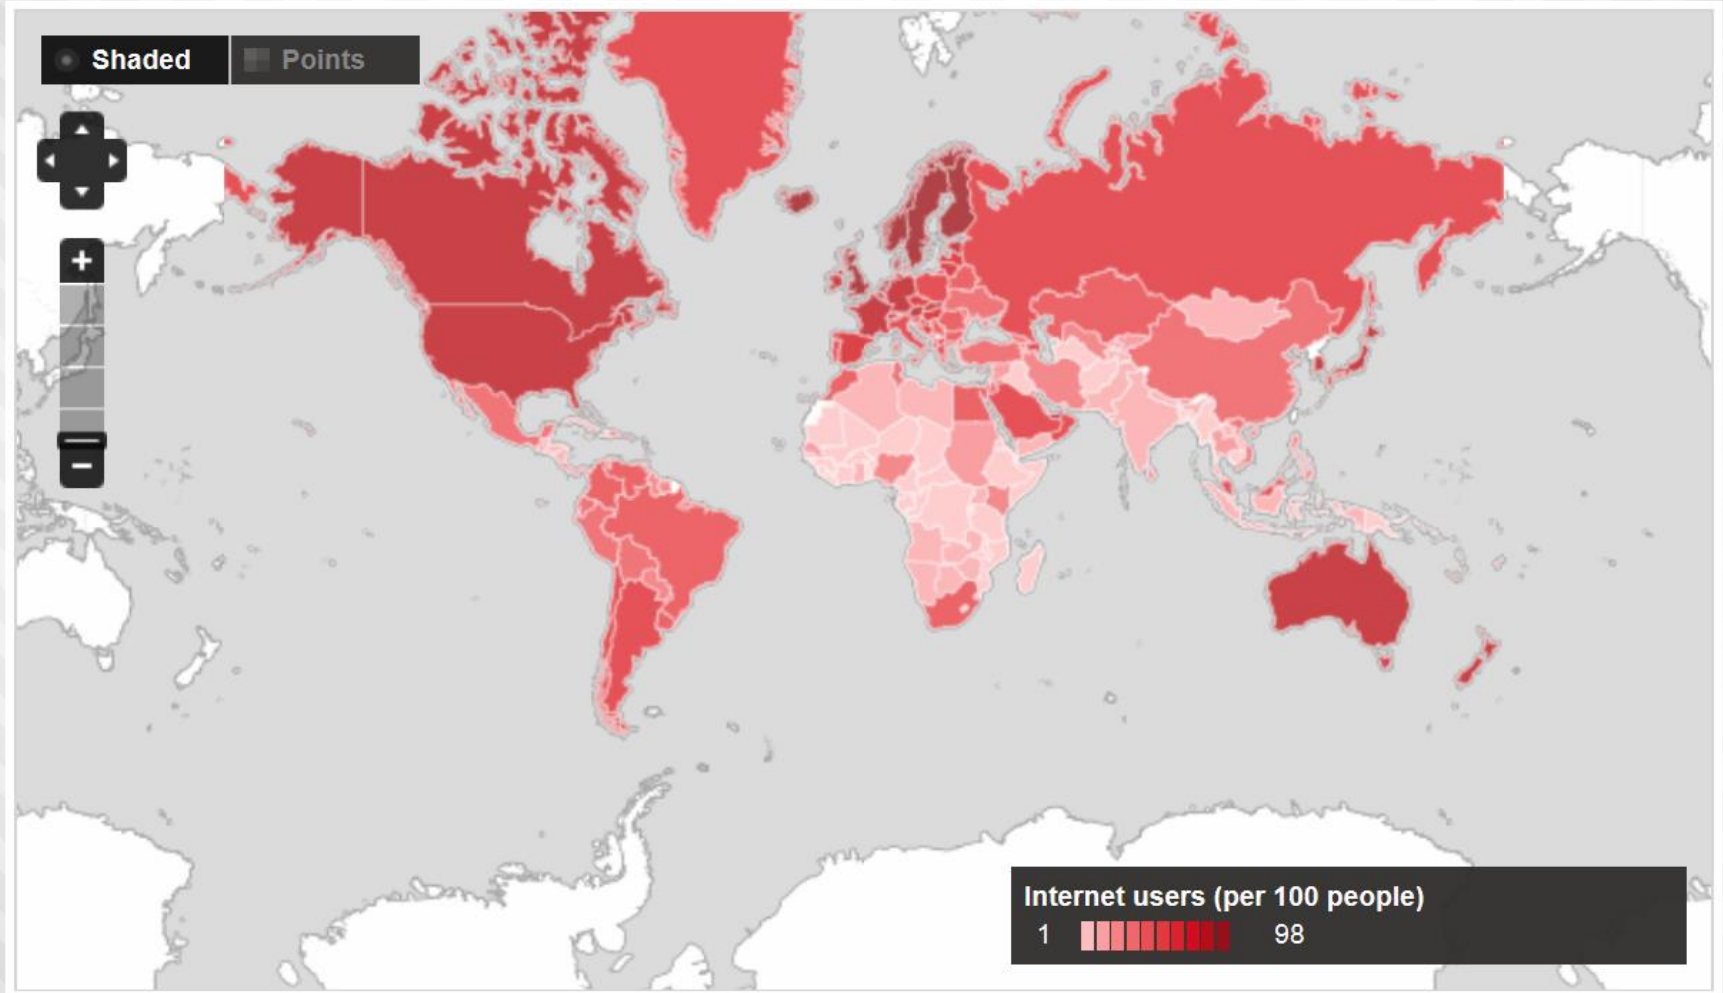 Shaded
Points
+
−
Internet users (per 100 people)
1 98